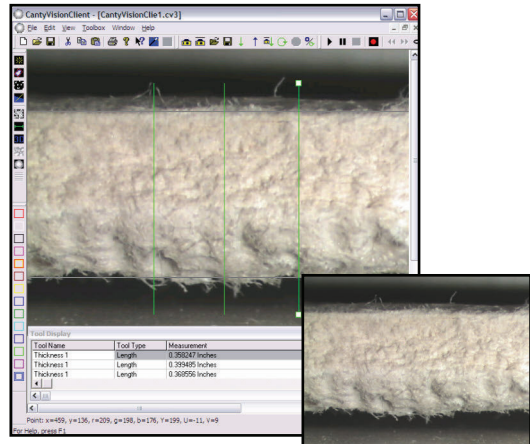 CantyVisionClient - [CantyVisionClie1.cv3]
File Edit View Toolbox Window Help
Tool Display
Tool Name Tool Type Measurement
Thickness 1 Length 0.358247 Inches
Thickness 1 Length 0.399485 Inches
Thickness 1 Length 0.368556 Inches
Point: x=459, y=136, r=209, g=198, b=176, Y=199, U=-11, V=9
For Help, press F1